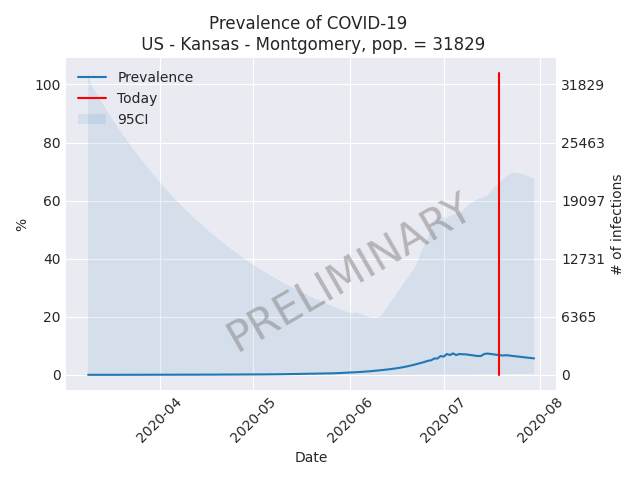 Prevalence of COVID-19
US - Kansas - Montgomery, pop. = 31829
Prevalence
Today
95CI
100
80
60
40
20
0
%
31829
25463
19097
12731
6365
0
# of infections
PRELIMINARY
2020-04
2020-05
2020-06
2020-07
2020-08
Date